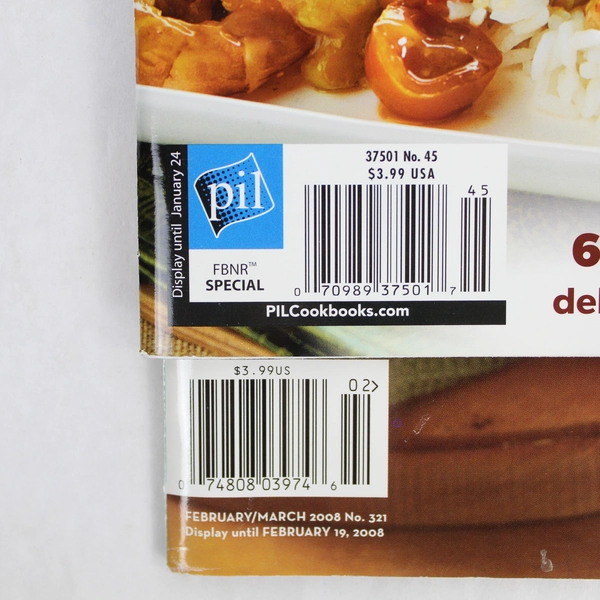 Display until January 24
pil
FBNR™
SPECIAL
37501 No. 45
$3.99 USA
45
0 70989 37501 7
PILCookbooks.com
6
del
$3.99US
02>
0 74808 03974 6
FEBRUARY/MARCH 2008 No. 321
Display until FEBRUARY 19, 2008